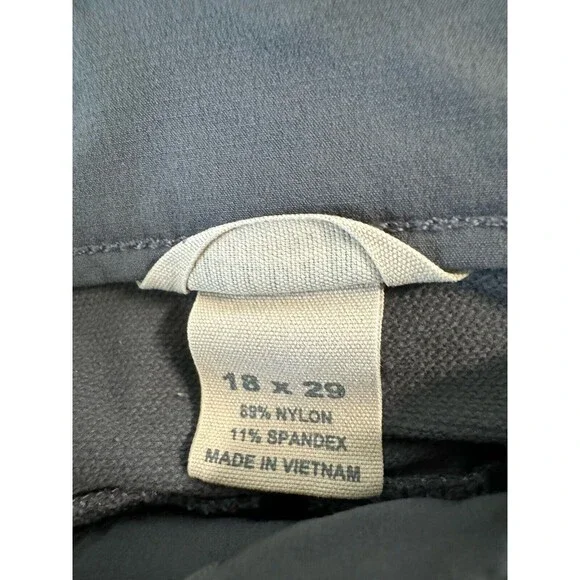 18 x 29
89% NYLON
11% SPANDEX
MADE IN VIETNAM